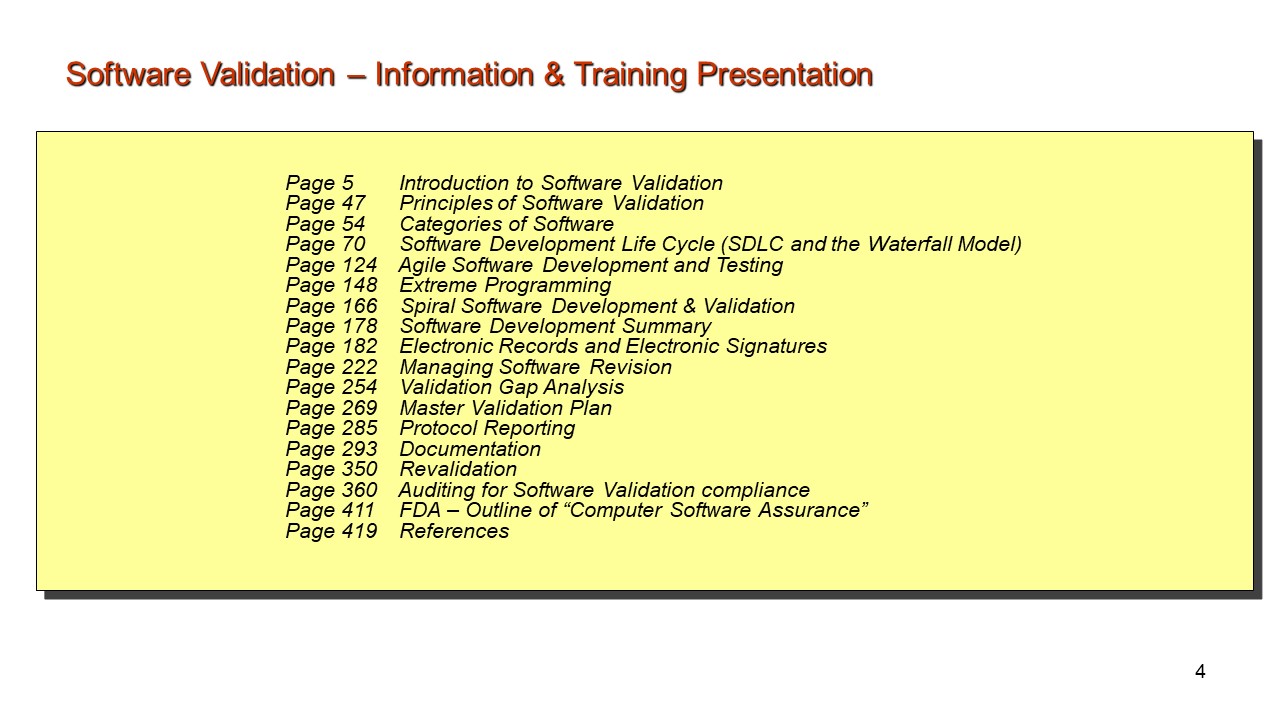 Software Validation – Information & Training Presentation
Page 5 Introduction to Software Validation
Page 47 Principles of Software Validation
Page 54 Categories of Software
Page 70 Software Development Life Cycle (SDLC and the Waterfall Model)
Page 124 Agile Software Development and Testing
Page 148 Extreme Programming
Page 166 Spiral Software Development & Validation
Page 178 Software Development Summary
Page 182 Electronic Records and Electronic Signatures
Page 222 Managing Software Revision
Page 254 Validation Gap Analysis
Page 269 Master Validation Plan
Page 285 Protocol Reporting
Page 293 Documentation
Page 350 Revalidation
Page 360 Auditing for Software Validation compliance
Page 411 FDA – Outline of “Computer Software Assurance”
Page 419 References
4